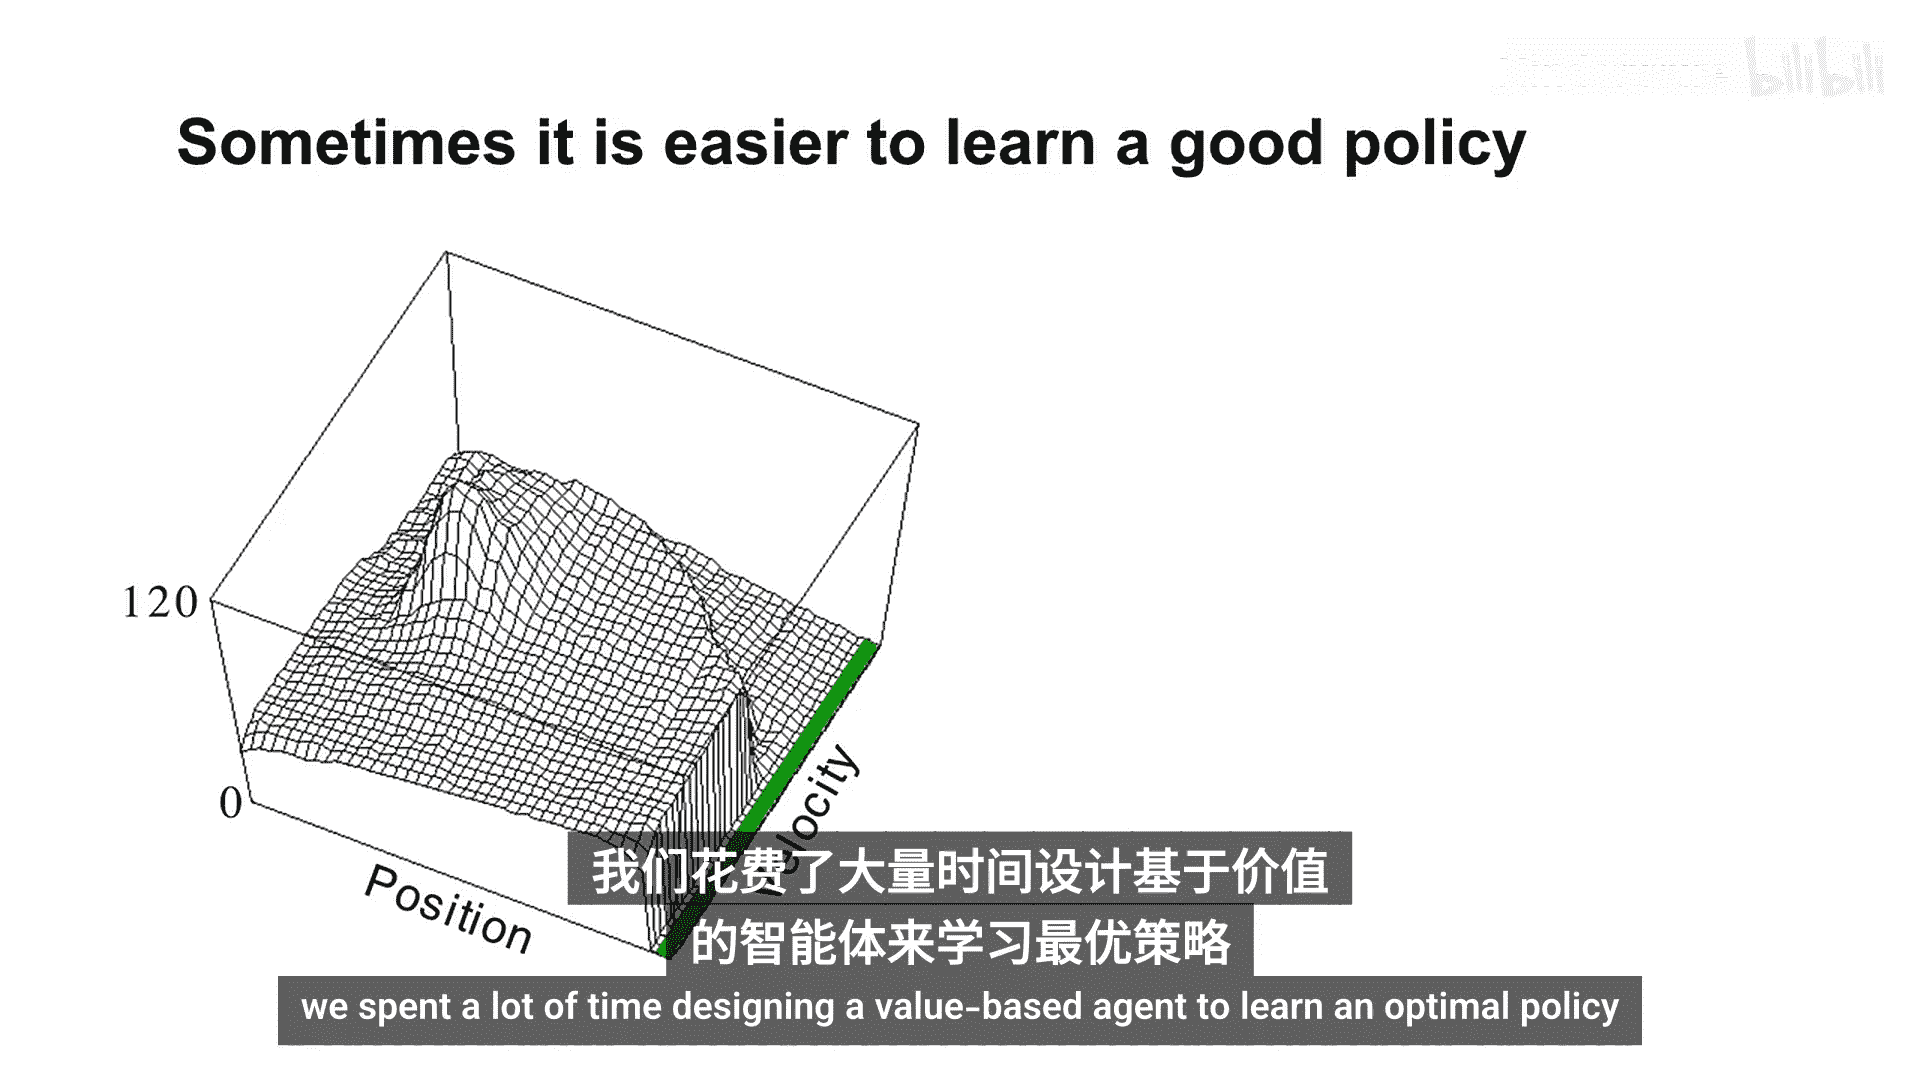 bilibili
Sometimes it is easier to learn a good policy
120
0
Position
Velocity
我们花费了大量时间设计基于价值
的智能体来学习最优策略
we spent a lot of time designing a value-based agent to learn an optimal policy